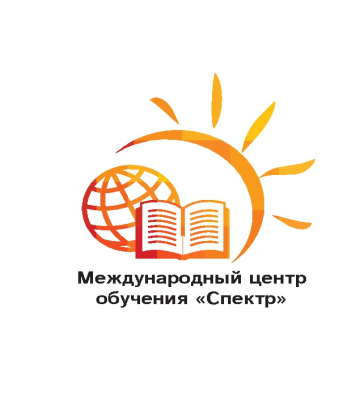 Международный центр
обучения «Спектр»